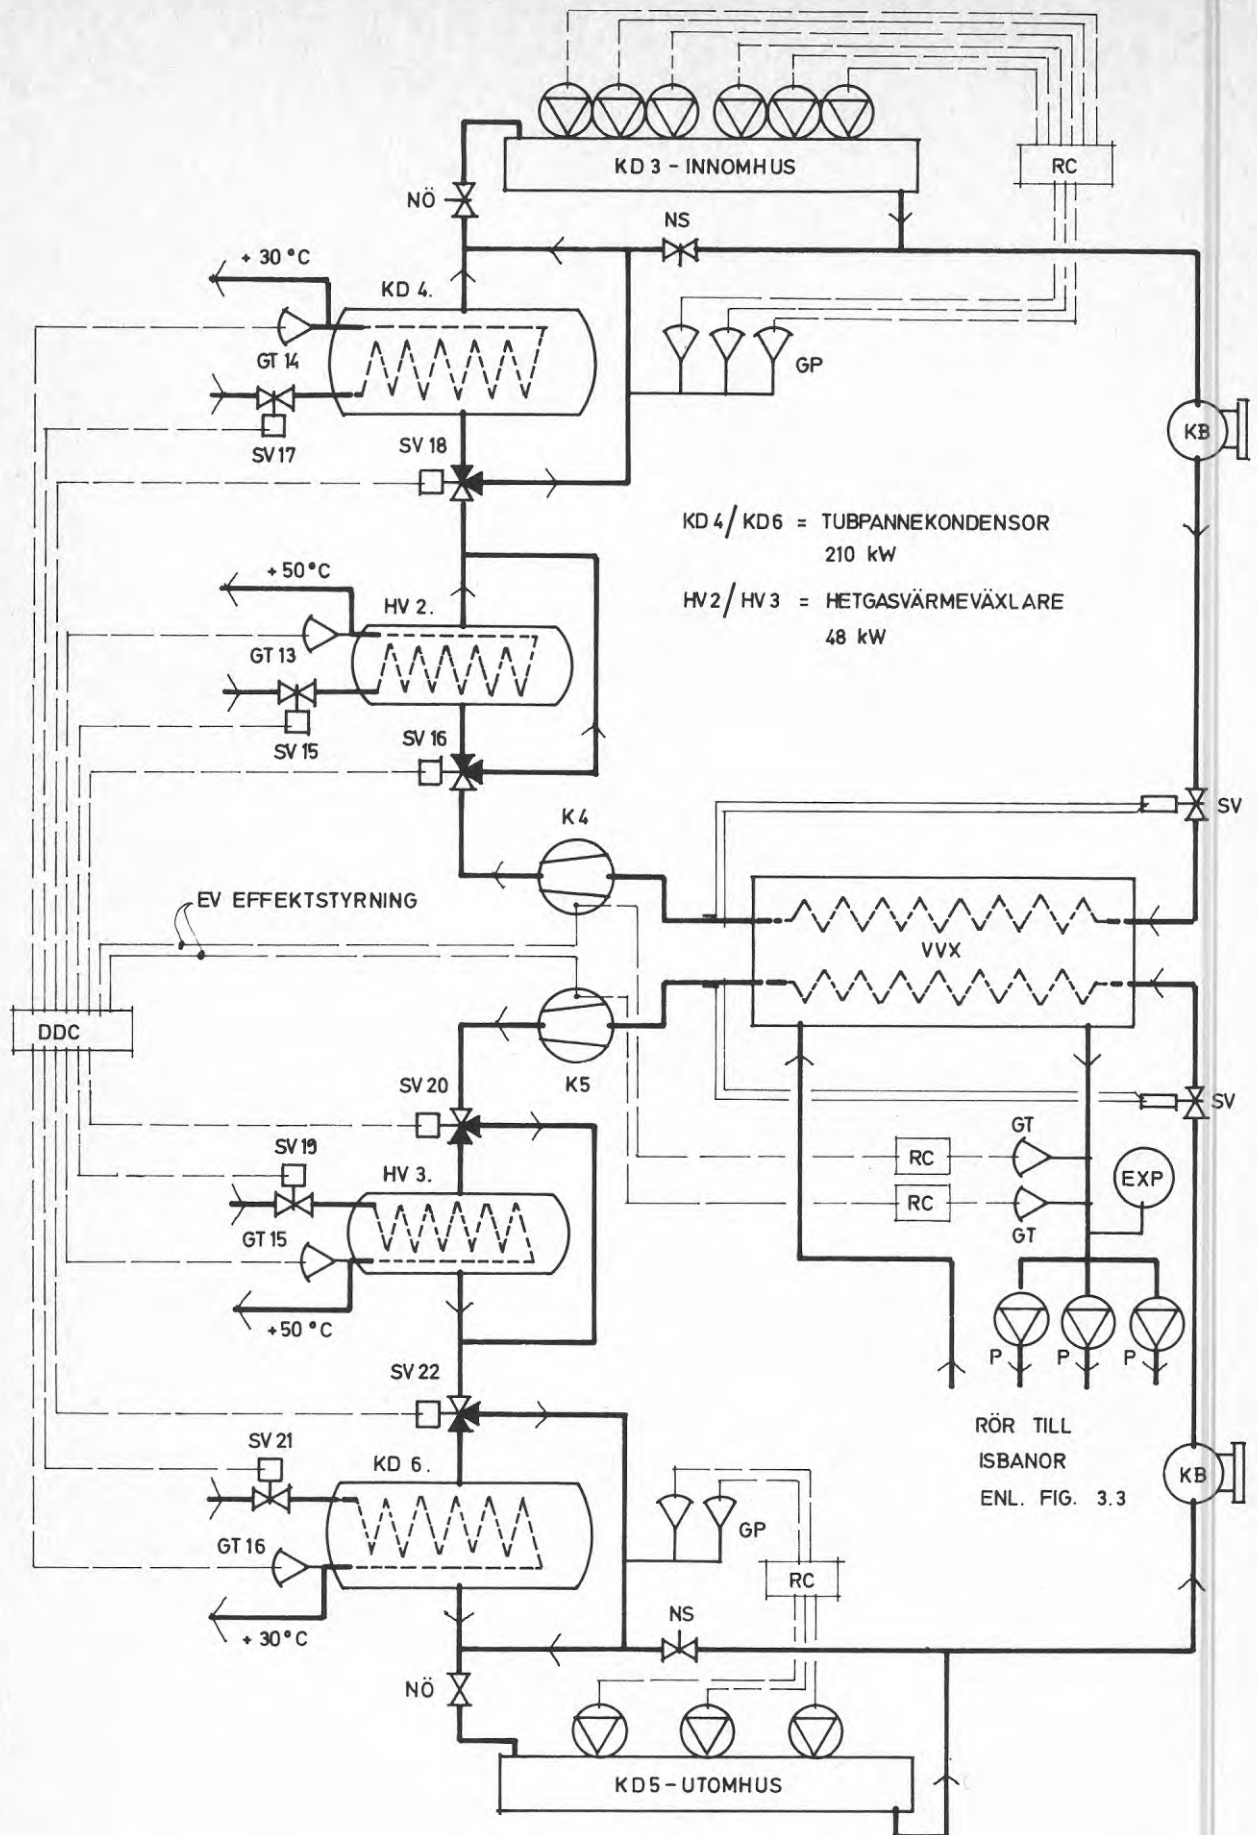 KD 3 - INNOMHUS
RC
NÖ
NS
+ 30 °C
KD 4.
GT 14
GP
SV 17
SV 18
KB
KD 4 / KD 6 = TUBPANNEKONDENSOR
210 kW
+ 50 °C
HV 2.
HV 2 / HV 3 = HETGASVÄRMEVÄXLARE
48 kW
GT 13
SV 15
SV 16
SV
K 4
EV EFFEKTSTYRNING
VVX
DDC
K5
SV 20
SV
SV 19
HV 3.
RC
GT
EXP
RC
GT
GT 15
+50 °C
P
P
P
SV 22
RÖR TILL
ISBANOR
ENL. FIG. 3.3
SV 21
KD 6.
KB
GP
GT 16
RC
+ 30 °C
NS
NÖ
KD5 - UTOMHUS